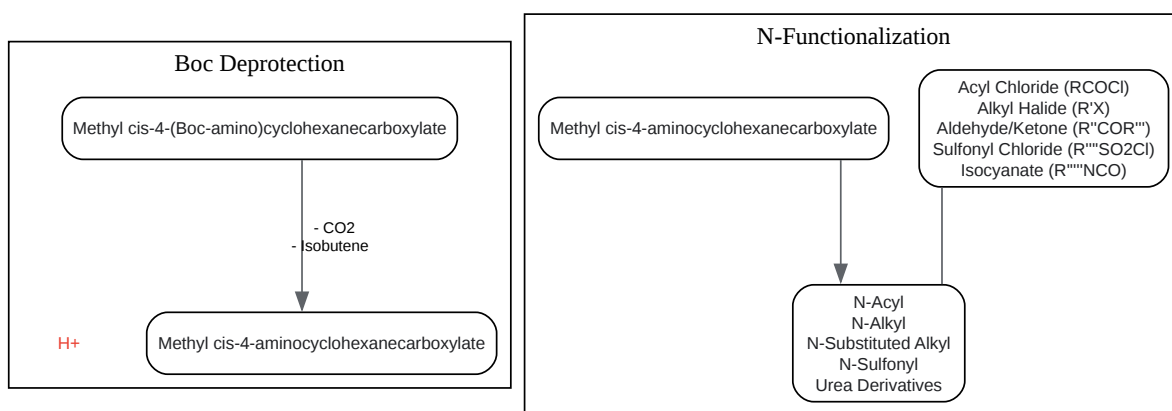 Boc Deprotection
Methyl cis-4-(Boc-amino)cyclohexanecarboxylate
- CO2
- Isobutene
H+
Methyl cis-4-aminocyclohexanecarboxylate
N-Functionalization
Methyl cis-4-aminocyclohexanecarboxylate
Acyl Chloride (RCOCl)
Alkyl Halide (R'X)
Aldehyde/Ketone (R''COR''')
Sulfonyl Chloride (R''''SO2Cl)
Isocyanate (R'''''NCO)
N-Acyl
N-Alkyl
N-Substituted Alkyl
N-Sulfonyl
Urea Derivatives